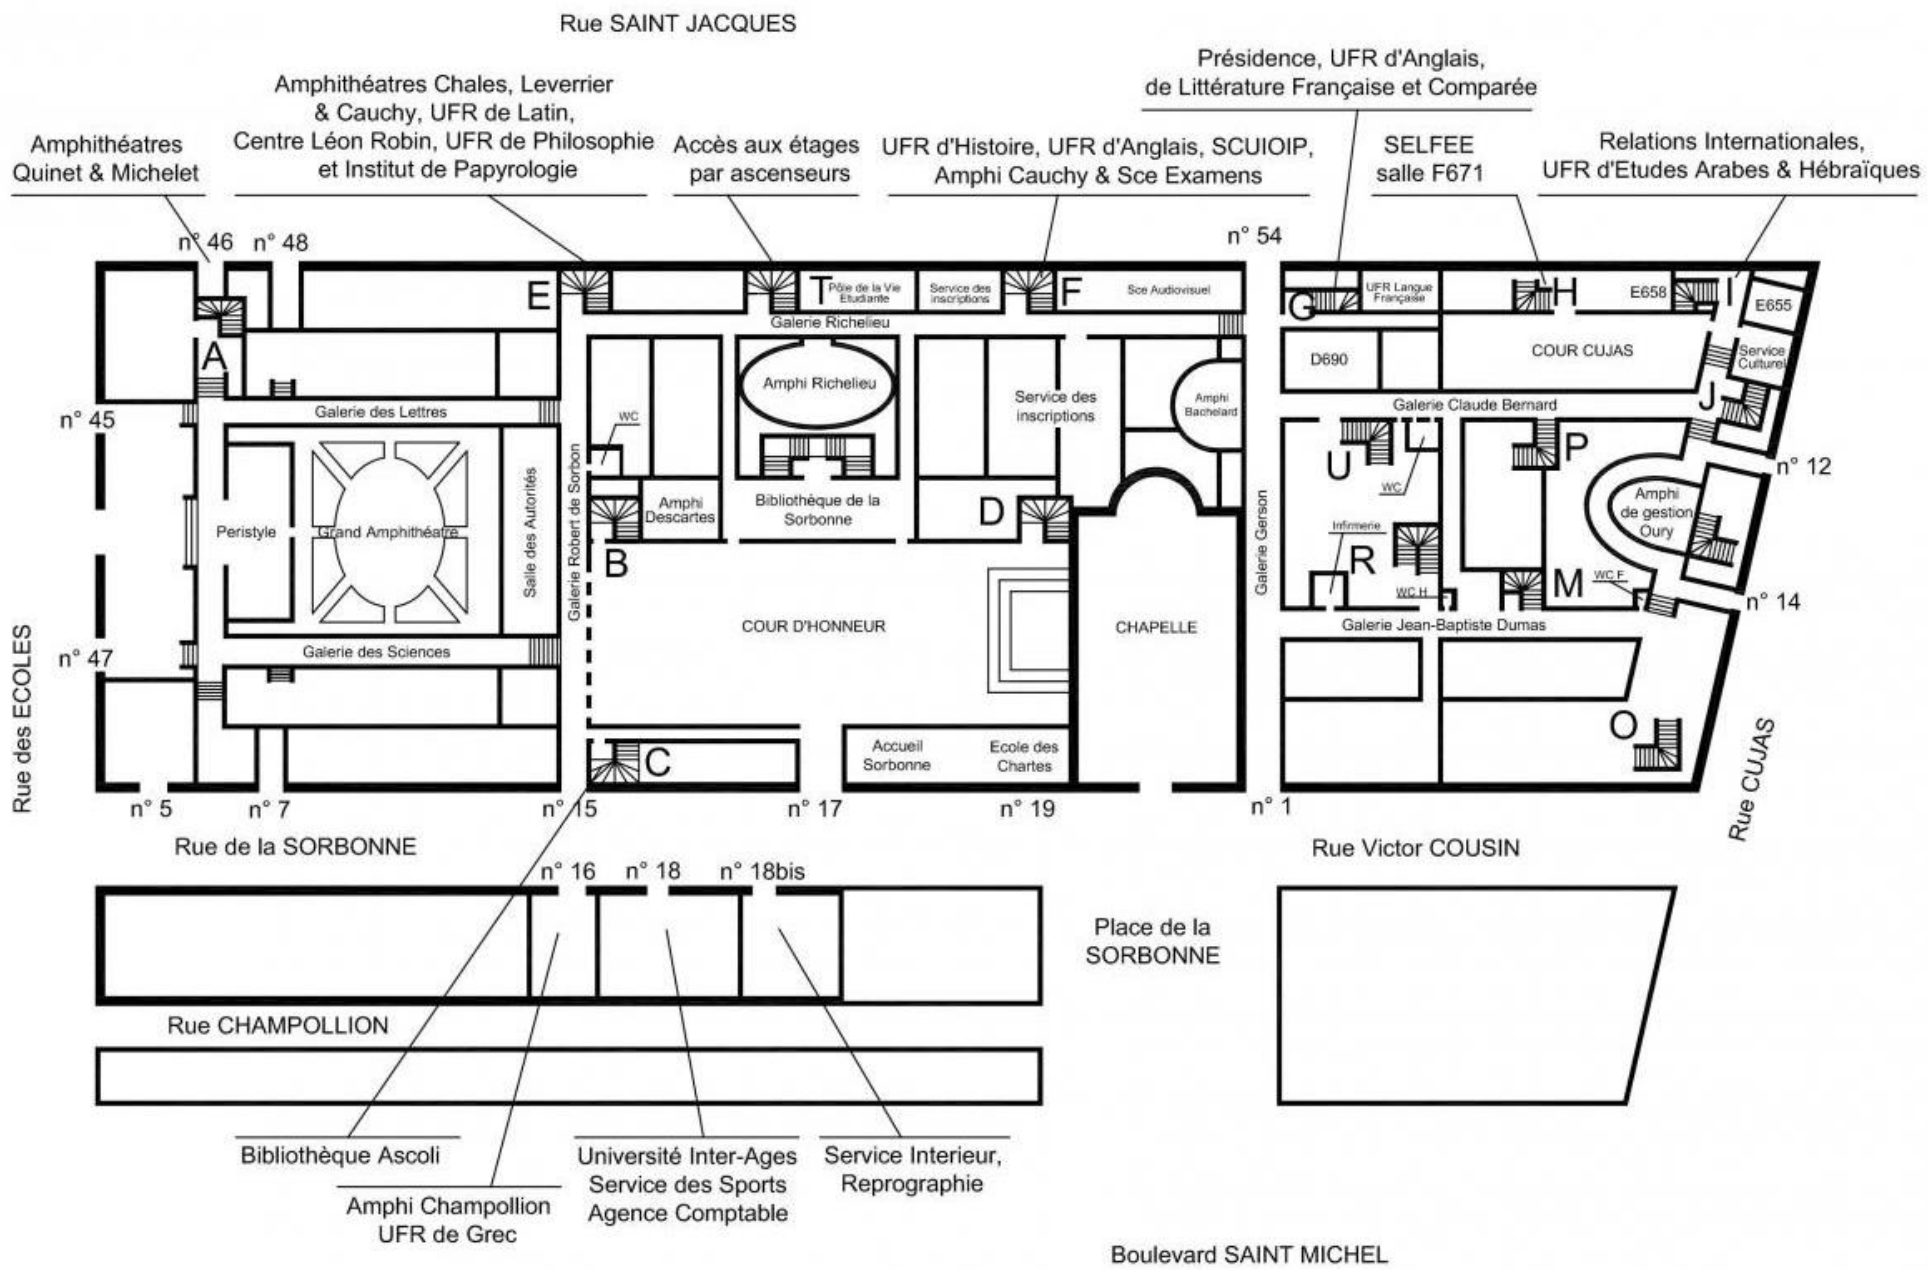 Rue SAINT JACQUES
Amphithéatres
Quinet & Michelet
Amphithéatres Chales, Leverrier
& Cauchy, UFR de Latin,
Centre Léon Robin, UFR de Philosophie
et Institut de Papyrologie
Accès aux étages
par ascenseurs
UFR d'Histoire, UFR d'Anglais, SCUIOIP,
Amphi Cauchy & Sce Examens
Présidence, UFR d'Anglais,
de Littérature Française et Comparée
SELFEE
salle F671
Relations Internationales,
UFR d'Etudes Arabes & Hébraïques
n° 46
n° 48
n° 54
E
T
Pôle de la Vie
Etudiante
Service des
inscriptions
F
Sce Audiovisuel
G
UFR Langue
Française
H
E658
I
E655
Galerie Richelieu
A
Amphi Richelieu
Service des
inscriptions
Amphi
Bachelard
D690
COUR CUJAS
Service
Culturel
J
n° 45
Galerie des Lettres
WC
Galerie Claude Bernard
Peristyle
Grand Amphithéatre
Salle des Autorités
Galerie Robert de Sorbon
Amphi
Descartes
Bibliothèque de la
Sorbonne
D
B
Galerie Gerson
U
WC
P
n° 12
Amphi
de gestion
Oury
Infirmerie
R
WC H
M
WC F
n° 14
COUR D'HONNEUR
CHAPELLE
Galerie Jean-Baptiste Dumas
n° 47
Galerie des Sciences
Rue des ECOLES
C
Accueil
Sorbonne
Ecole des
Chartes
O
Rue CUJAS
n° 5
n° 7
n° 15
n° 17
n° 19
n° 1
Rue de la SORBONNE
Rue Victor COUSIN
n° 16
n° 18
n° 18bis
Place de la
SORBONNE
Rue CHAMPOLLION
Bibliothèque Ascoli
Amphi Champollion
UFR de Grec
Université Inter-Ages
Service des Sports
Agence Comptable
Service Interieur,
Reprographie
Boulevard SAINT MICHEL